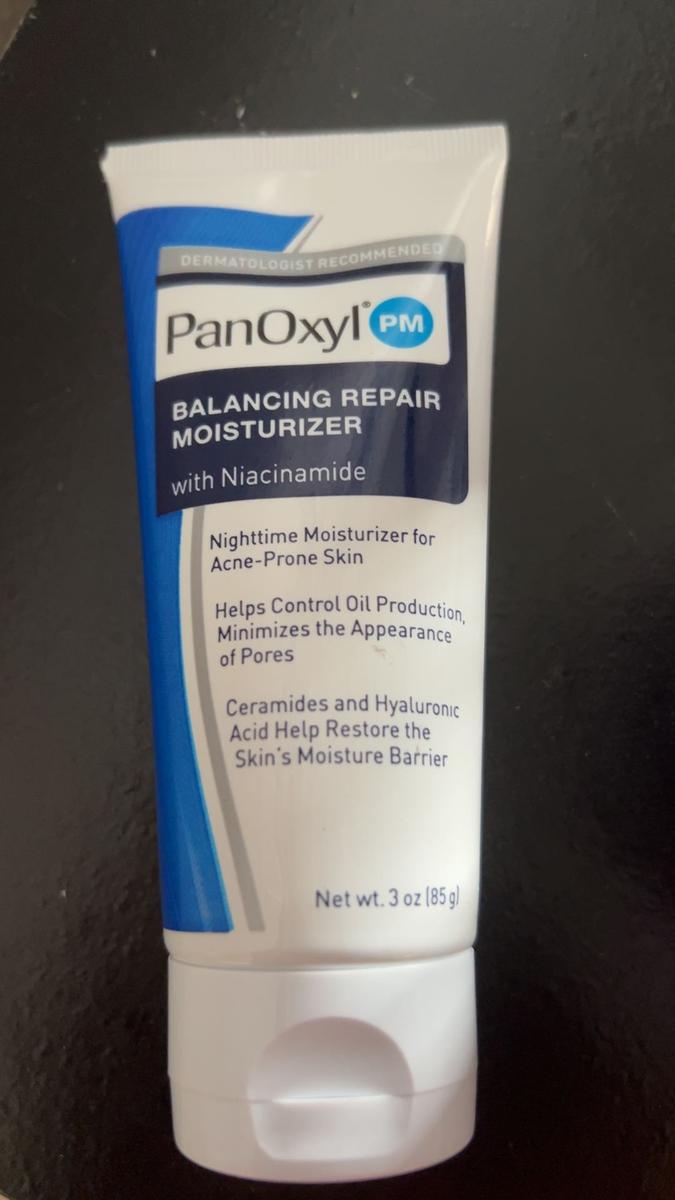 DERMATOLOGIST RECOMMENDED
PanOxyl® PM
BALANCING REPAIR
MOISTURIZER
with Niacinamide
Nighttime Moisturizer for
Acne-Prone Skin
Helps Control Oil Production,
Minimizes the Appearance
of Pores
Ceramides and Hyaluronic
Acid Help Restore the
Skin's Moisture Barrier
Net wt. 3 oz (85 g)